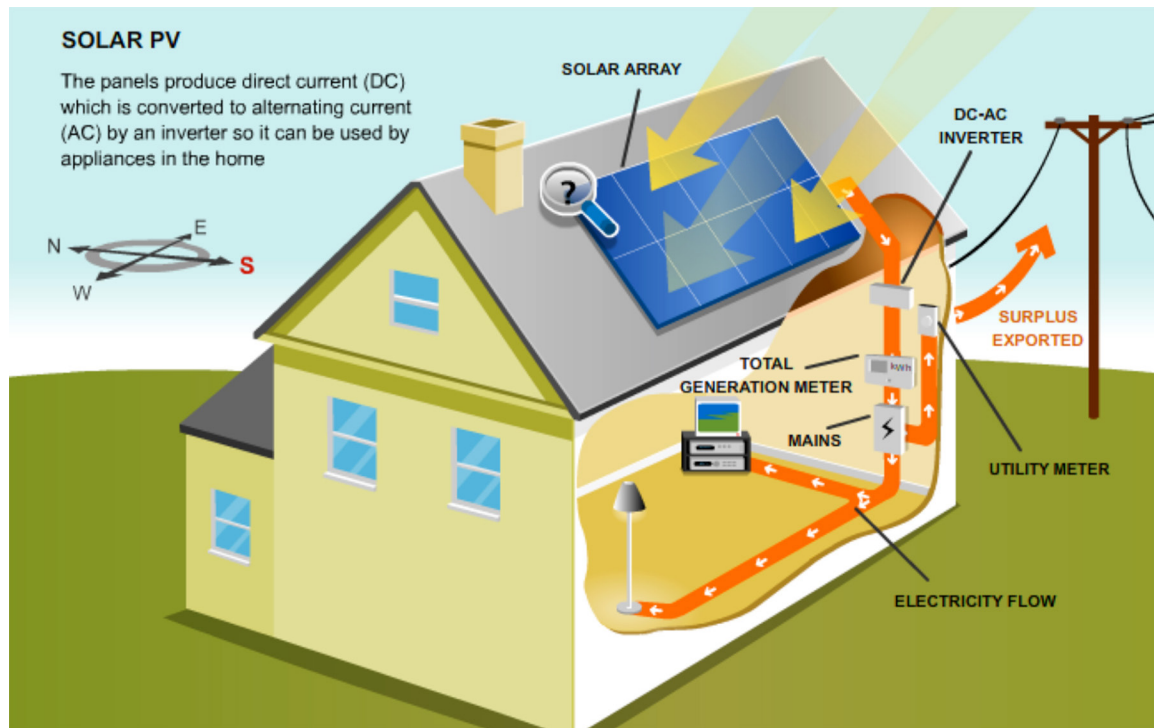 SOLAR PV
The panels produce direct current (DC)
which is converted to alternating current
(AC) by an inverter so it can be used by
appliances in the home
SOLAR ARRAY
DC-AC
INVERTER
?
N
E
S
W
SURPLUS
EXPORTED
TOTAL
GENERATION METER
kWh
MAINS
UTILITY METER
ELECTRICITY FLOW